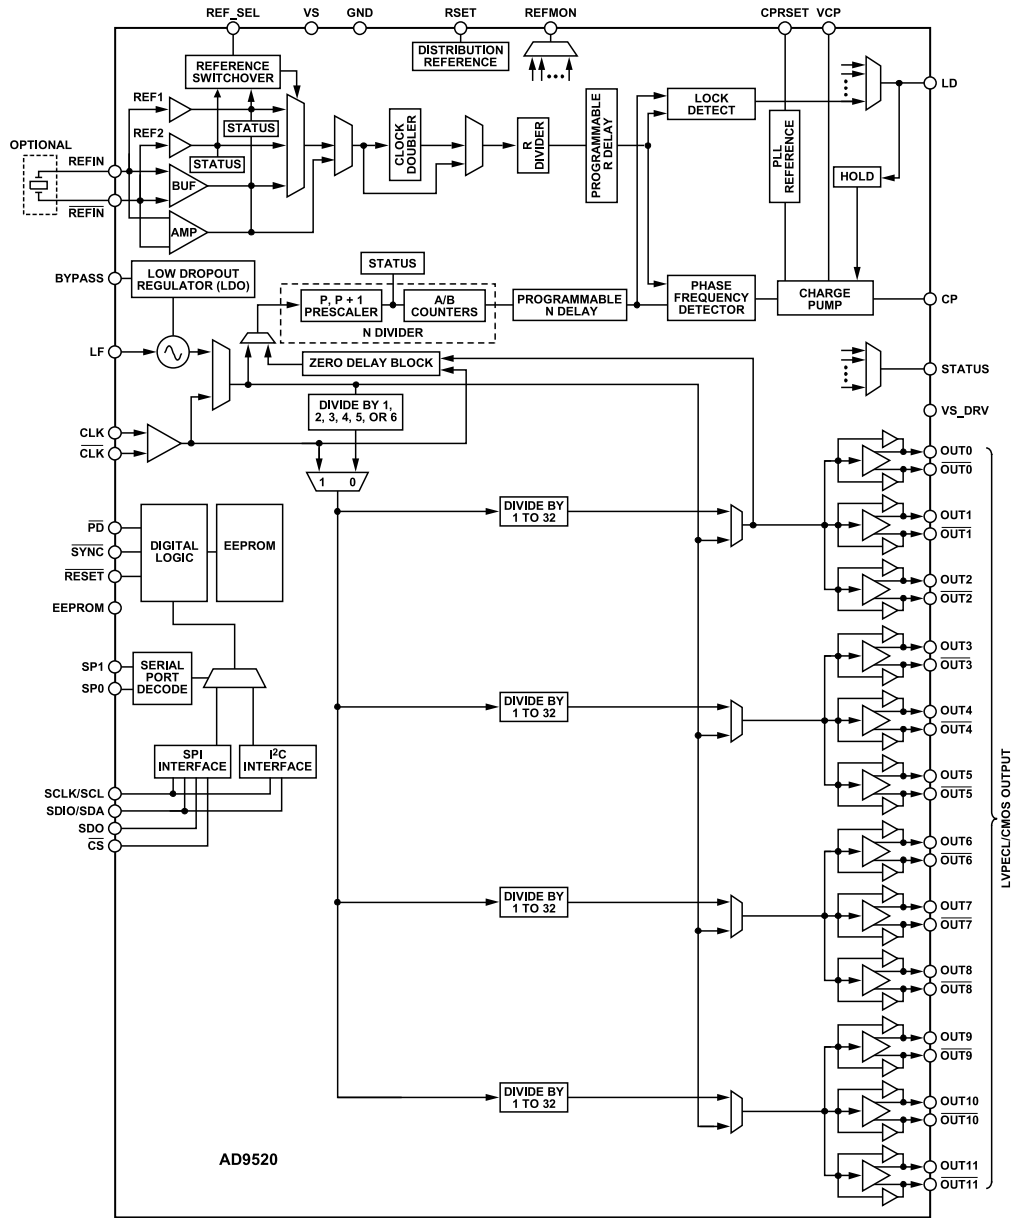 REF_SEL
VS
GND
RSET
REFMON
CPRSET
VCP
REFERENCE
SWITCHOVER
DISTRIBUTION
REFERENCE
REF1
REF2
STATUS
STATUS
OPTIONAL
REFIN
REFIN
BUF
AMP
CLOCK
DOUBLER
R
DIVIDER
PROGRAMMABLE
R DELAY
LOCK
DETECT
PLL
REFERENCE
LD
HOLD
BYPASS
LOW DROPOUT
REGULATOR (LDO)
STATUS
P, P + 1
PRESCALER
A/B
COUNTERS
N DIVIDER
PROGRAMMABLE
N DELAY
PHASE
FREQUENCY
DETECTOR
CHARGE
PUMP
CP
LF
ZERO DELAY BLOCK
STATUS
DIVIDE BY 1,
2, 3, 4, 5, OR 6
VS_DRV
CLK
CLK
1 0
OUT0
OUT0
PD
SYNC
RESET
EEPROM
DIGITAL
LOGIC
EEPROM
DIVIDE BY
1 TO 32
OUT1
OUT1
OUT2
OUT2
SP1
SP0
SERIAL
PORT
DECODE
OUT3
OUT3
DIVIDE BY
1 TO 32
OUT4
OUT4
SPI
INTERFACE
I2C
INTERFACE
OUT5
OUT5
SCLK/SCL
SDIO/SDA
SDO
CS
OUT6
OUT6
LVPECL/CMOS OUTPUT
DIVIDE BY
1 TO 32
OUT7
OUT7
OUT8
OUT8
OUT9
OUT9
DIVIDE BY
1 TO 32
OUT10
OUT10
OUT11
OUT11
AD9520